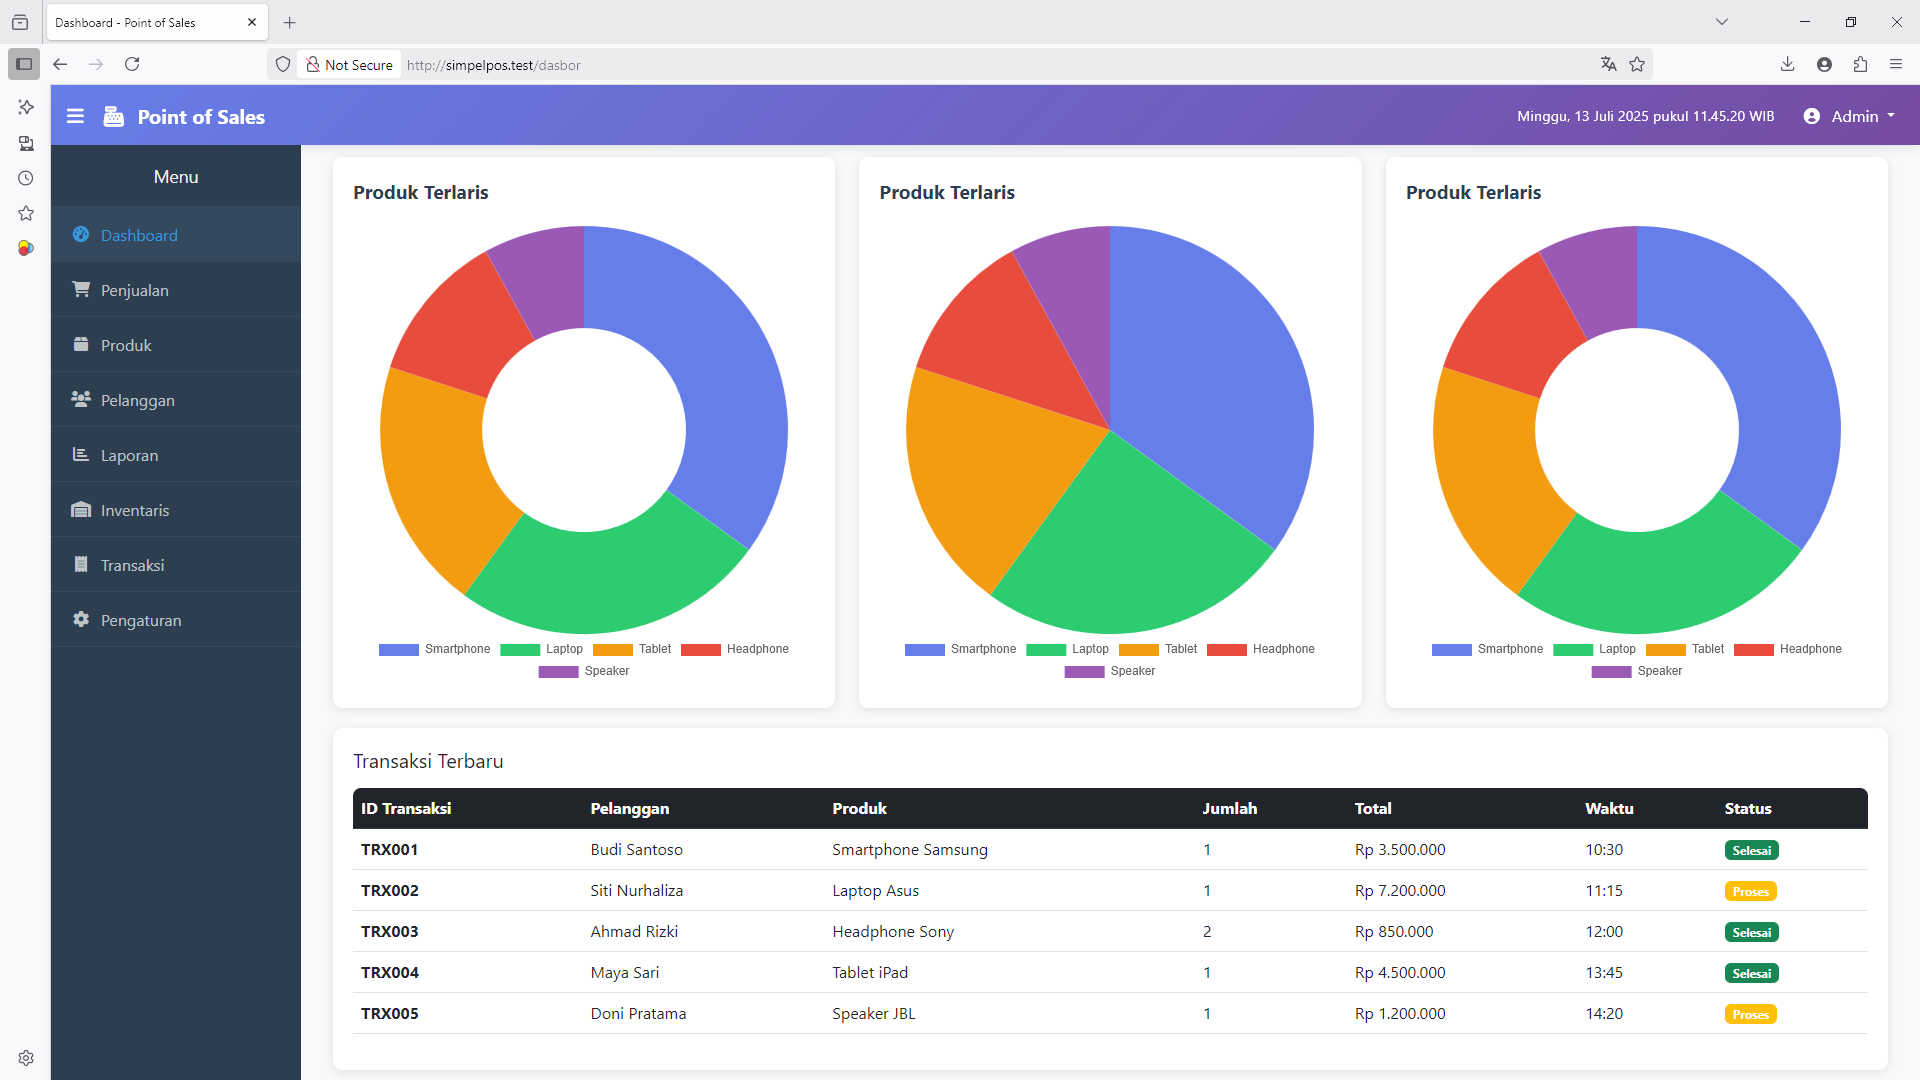 Dashboard - Point of Sales
Not Secure http://simpelpos.test/dasbor
Point of Sales
Minggu, 13 Juli 2025 pukul 11.45.20 WIB Admin
Menu
Dashboard
Penjualan
Produk
Pelanggan
Laporan
Inventaris
Transaksi
Pengaturan
Produk Terlaris
Smartphone Laptop Tablet Headphone
Speaker
Produk Terlaris
Smartphone Laptop Tablet Headphone
Speaker
Produk Terlaris
Smartphone Laptop Tablet Headphone
Speaker
Transaksi Terbaru
ID Transaksi Pelanggan Produk Jumlah Total Waktu Status
TRX001 Budi Santoso Smartphone Samsung 1 Rp 3.500.000 10:30 Selesai
TRX002 Siti Nurhaliza Laptop Asus 1 Rp 7.200.000 11:15 Proses
TRX003 Ahmad Rizki Headphone Sony 2 Rp 850.000 12:00 Selesai
TRX004 Maya Sari Tablet iPad 1 Rp 4.500.000 13:45 Selesai
TRX005 Doni Pratama Speaker JBL 1 Rp 1.200.000 14:20 Proses